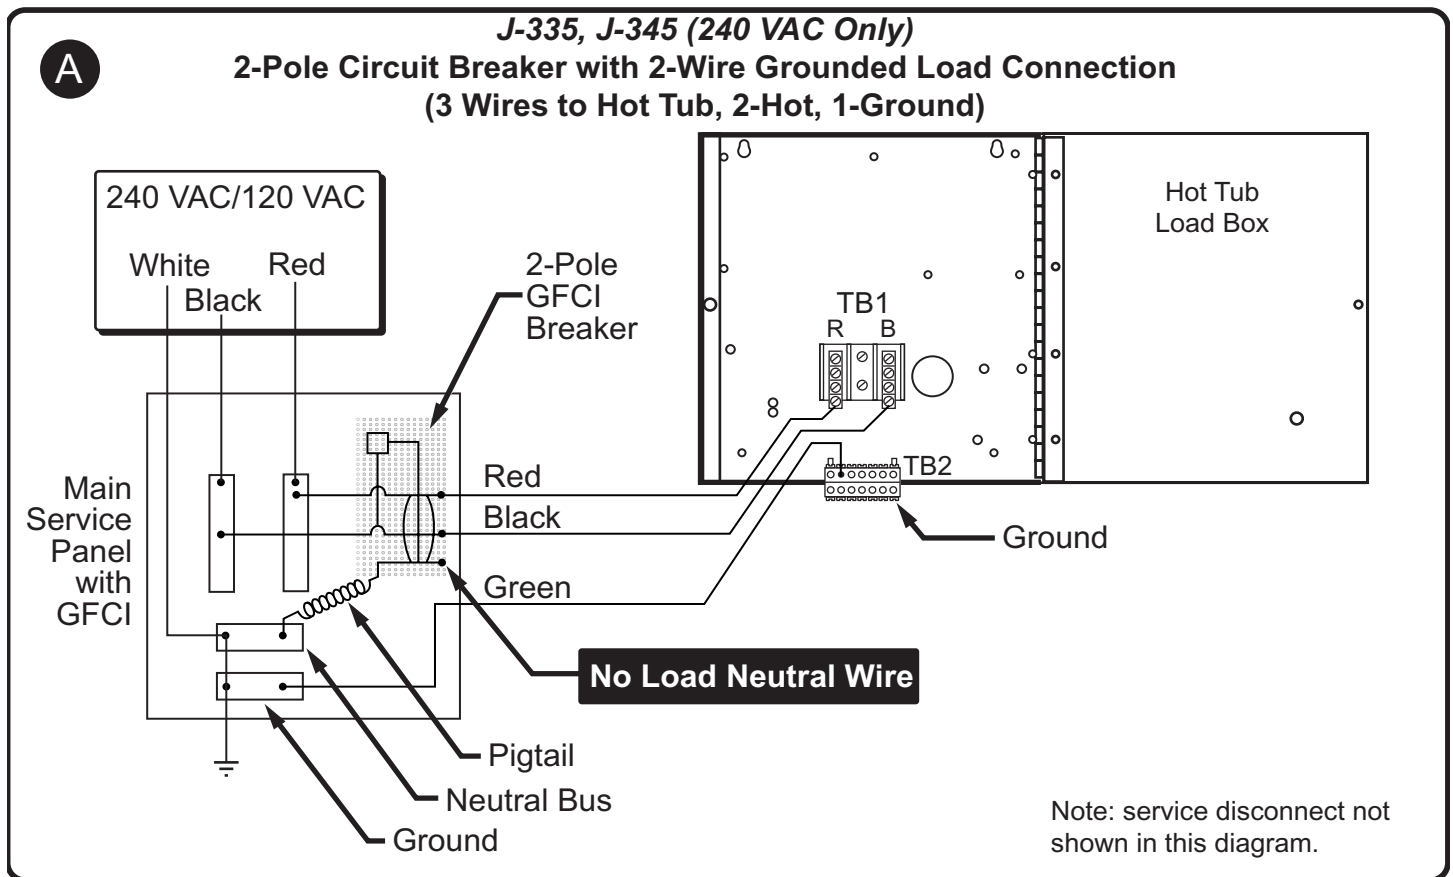 A
J-335, J-345 (240 VAC Only)
2-Pole Circuit Breaker with 2-Wire Grounded Load Connection
(3 Wires to Hot Tub, 2-Hot, 1-Ground)
240 VAC/120 VAC
White
Red
Black
2-Pole
GFCI
Breaker
Hot Tub
Load Box
TB1
R
B
Main
Service
Panel
with
GFCI
Red
Black
Green
TB2
Ground
No Load Neutral Wire
Pigtail
Neutral Bus
Ground
Note: service disconnect not
shown in this diagram.